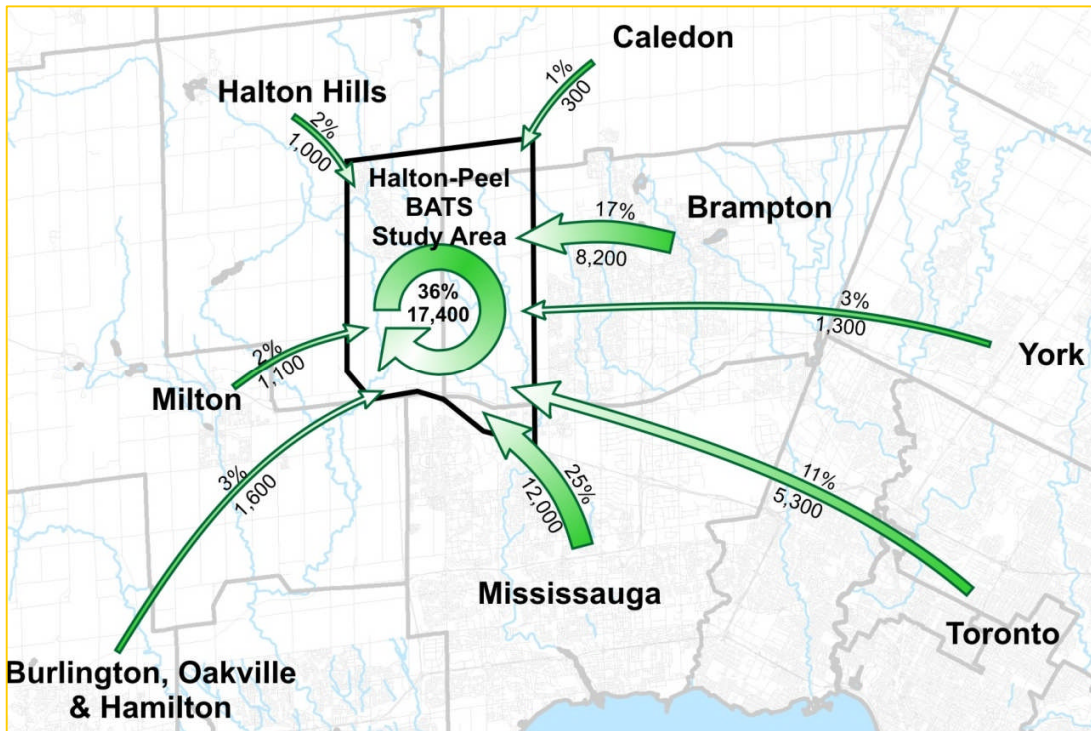 Caledon
1%
300
Halton Hills
2%
1,000
Halton-Peel
BATS
Study Area
17%
Brampton
8,200
36%
17,400
3%
1,300
York
2%
1,100
Milton
3%
1,600
25%
12,000
11%
5,300
Mississauga
Toronto
Burlington, Oakville
& Hamilton